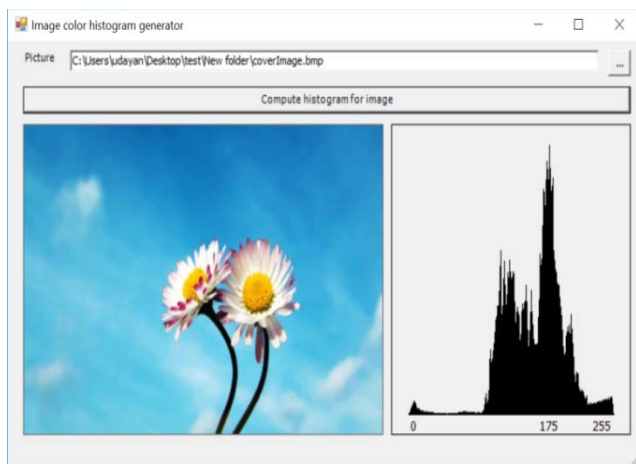 Image color histogram generator
Picture C:\Users\µdayan\Desktop\test\New folder\coverImage.bmp ...
Compute histogram for image
0 175 255